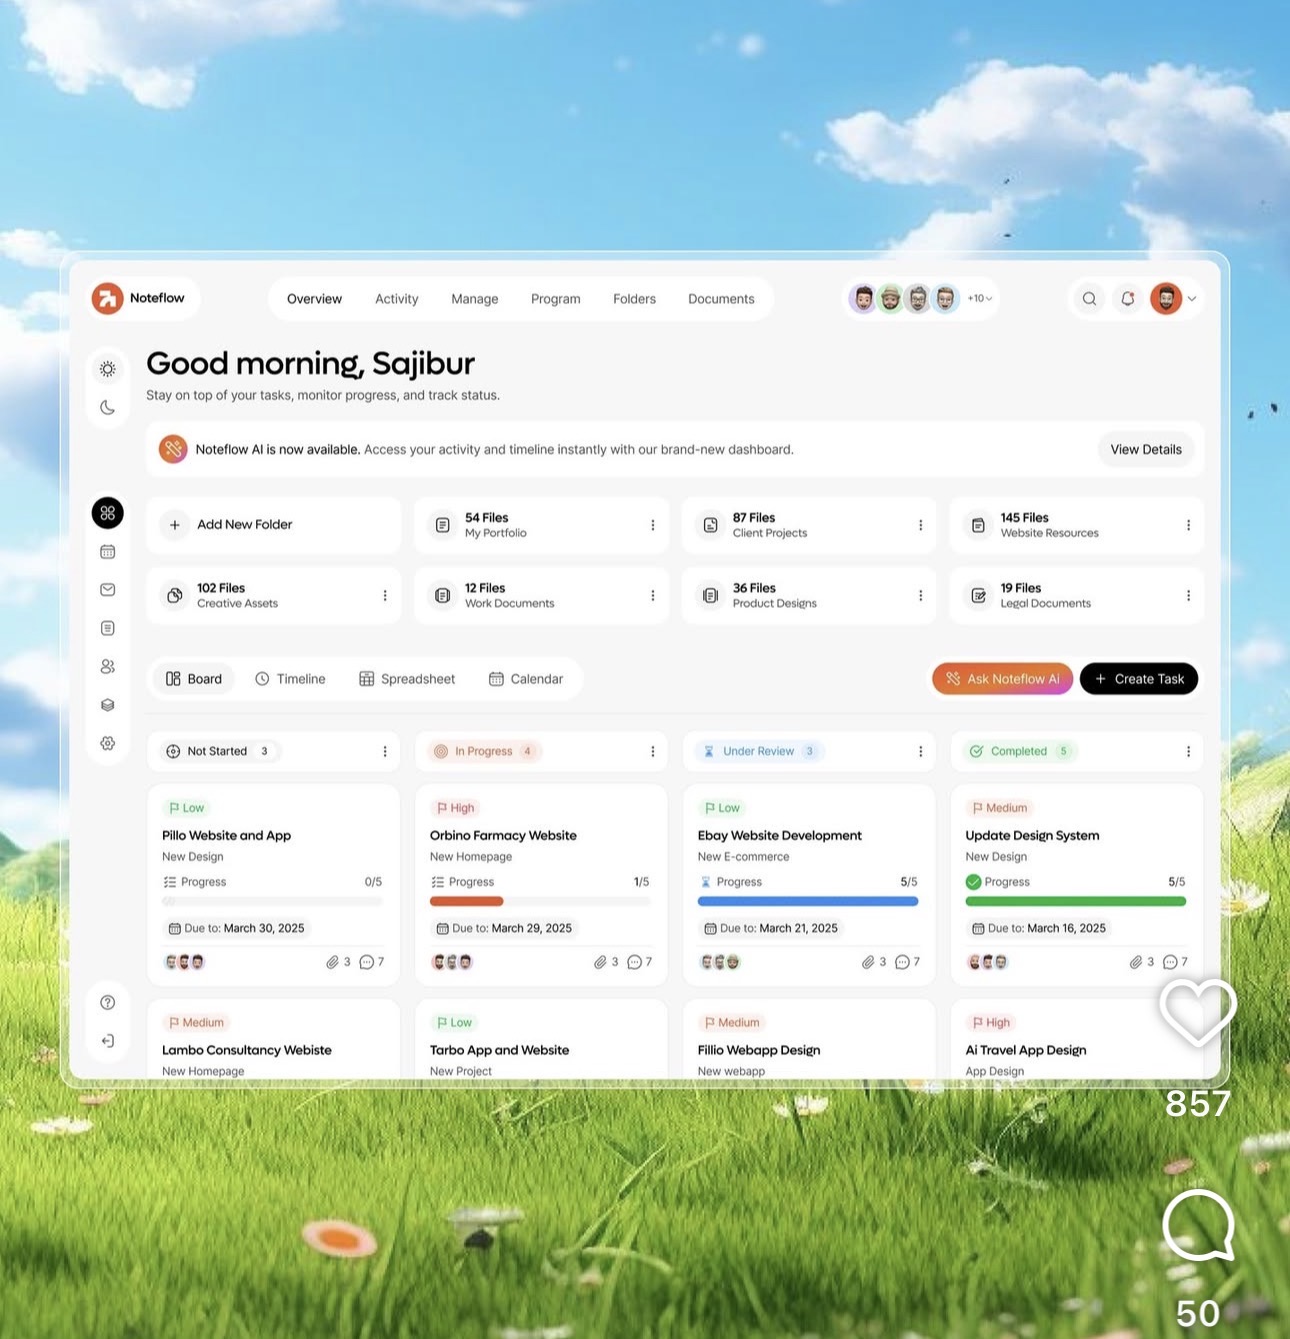 Noteflow
Overview Activity Manage Program Folders Documents
+10
Good morning, Sajibur
Stay on top of your tasks, monitor progress, and track status.
Noteflow AI is now available. Access your activity and timeline instantly with our brand-new dashboard.
View Details
Add New Folder
54 Files
My Portfolio
87 Files
Client Projects
145 Files
Website Resources
102 Files
Creative Assets
12 Files
Work Documents
36 Files
Product Designs
19 Files
Legal Documents
Board Timeline Spreadsheet Calendar
Ask Noteflow Ai
+ Create Task
Not Started 3
In Progress 4
Under Review 3
Completed 5
Low
Pillo Website and App
New Design
Progress 0/5
Due to: March 30, 2025
3 7
High
Orbino Farmacy Website
New Homepage
Progress 1/5
Due to: March 29, 2025
3 7
Low
Ebay Website Development
New E-commerce
Progress 5/5
Due to: March 21, 2025
3 7
Medium
Update Design System
New Design
Progress 5/5
Due to: March 16, 2025
3 7
Medium
Lambo Consultancy Webiste
New Homepage
Low
Tarbo App and Website
New Project
Medium
Fillio Webapp Design
New webapp
High
Ai Travel App Design
App Design
857
50